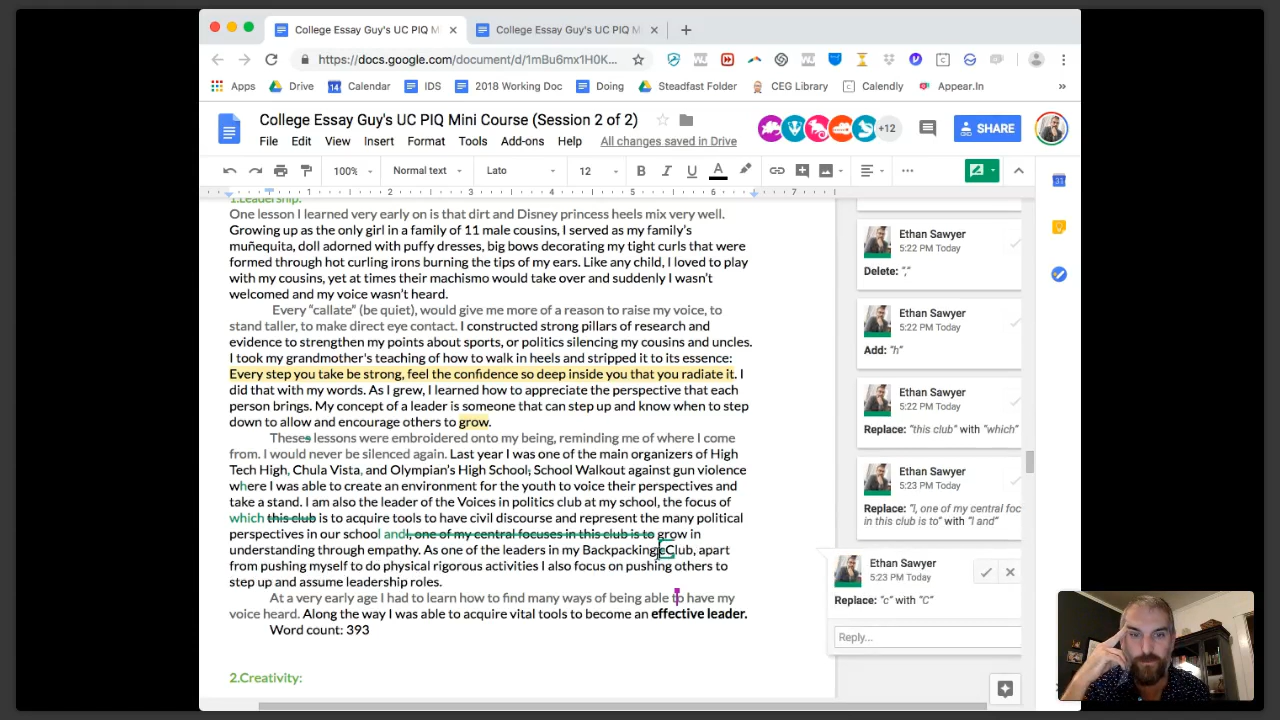 College Essay Guy's UC PIQ M
College Essay Guy's UC PIQ M
https://docs.google.com/document/d/1mBu6mx1H0K...
Apps
Drive
14 Calendar
IDS
2018 Working Doc
Doing
Steadfast Folder
CEG Library
Calendly
Appear.In
»
College Essay Guy's UC PIQ Mini Course (Session 2 of 2)
+12
SHARE
File Edit View Insert Format Tools Add-ons Help All changes saved in Drive
100% Normal text Lato 12 B I U A
1 2 3 4 5 6 7
31
1.Leadership:
One lesson I learned very early on is that dirt and Disney princess heels mix very well.
Growing up as the only girl in a family of 11 male cousins, I served as my family's
muñequita, doll adorned with puffy dresses, big bows decorating my tight curls that were
formed through hot curling irons burning the tips of my ears. Like any child, I loved to play
with my cousins, yet at times their machismo would take over and suddenly I wasn't
welcomed and my voice wasn't heard.
Every "callate" (be quiet), would give me more of a reason to raise my voice, to
stand taller, to make direct eye contact. I constructed strong pillars of research and
evidence to strengthen my points about sports, or politics silencing my cousins and uncles.
I took my grandmother's teaching of how to walk in heels and stripped it to its essence:
Every step you take be strong, feel the confidence so deep inside you that you radiate it. I
did that with my words. As I grew, I learned how to appreciate the perspective that each
person brings. My concept of a leader is someone that can step up and know when to step
down to allow and encourage others to grow.
Theses lessons were embroidered onto my being, reminding me of where I come
from. I would never be silenced again. Last year I was one of the main organizers of High
Tech High, Chula Vista, and Olympian's High School, School Walkout against gun violence
where I was able to create an environment for the youth to voice their perspectives and
take a stand. I am also the leader of the Voices in politics club at my school, the focus of
which this club is to acquire tools to have civil discourse and represent the many political
perspectives in our school andI, one of my central focuses in this club is to grow in
understanding through empathy. As one of the leaders in my Backpacking cClub, apart
from pushing myself to do physical rigorous activities I also focus on pushing others to
step up and assume leadership roles.
At a very early age I had to learn how to find many ways of being able to have my
voice heard. Along the way I was able to acquire vital tools to become an effective leader.
Word count: 393
2.Creativity:
Ethan Sawyer
5:22 PM Today
Delete: ","
Ethan Sawyer
5:22 PM Today
Add: "h"
Ethan Sawyer
5:22 PM Today
Replace: "this club" with "which"
Ethan Sawyer
5:23 PM Today
Replace: "l, one of my central foc
in this club is to" with "l and"
Ethan Sawyer
5:23 PM Today
Replace: "c" with "C"
Reply...